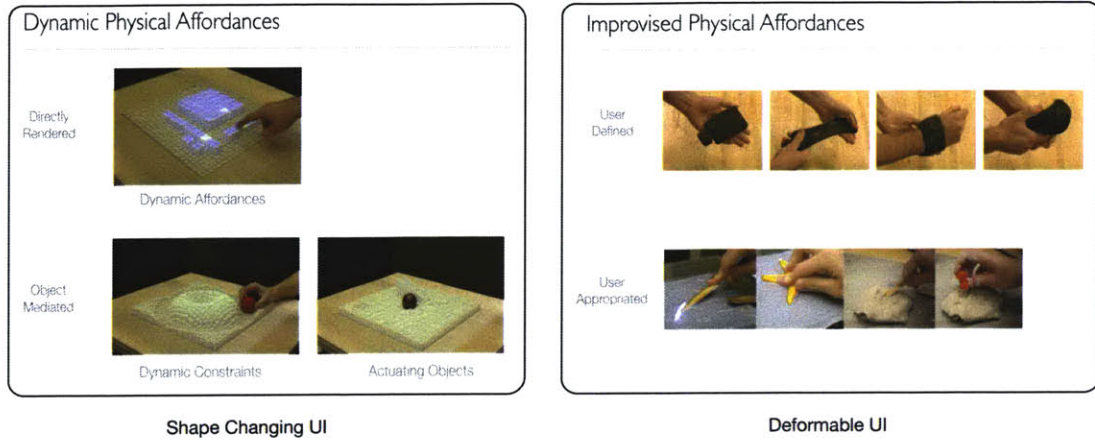 Dynamic Physical Affordances
Directly
Rendered
Dynamic Affordances
Object
Mediated
Dynamic Constraints
Actuating Objects
Shape Changing UI
Improvised Physical Affordances
User
Defined
User
Appropriated
Deformable UI